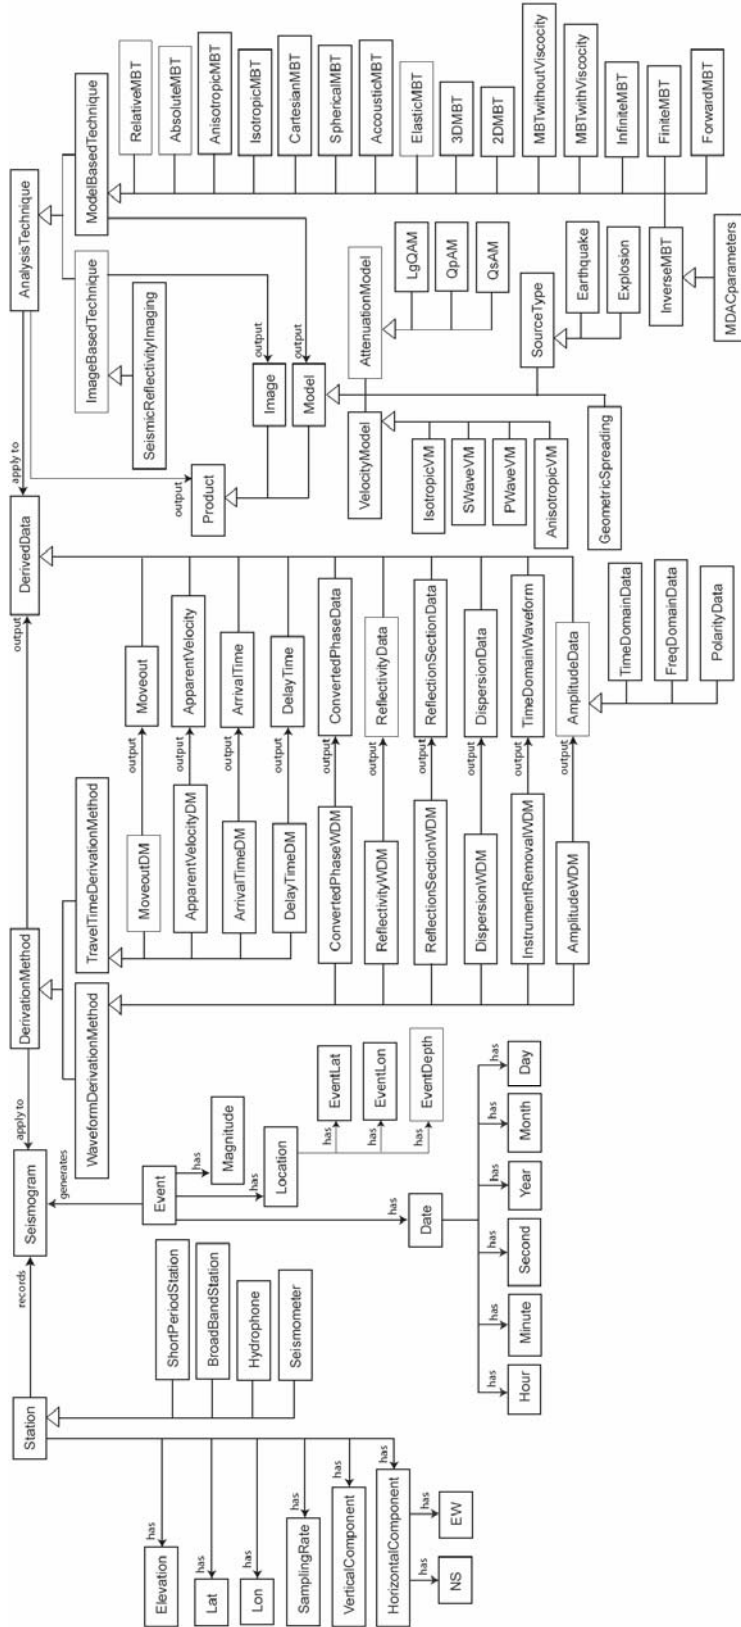 Station
records
Seismogram
apply to
DerivationMethod
output
DerivedData
apply to
AnalysisTechnique
generates
ShortPeriodStation
BroadBandStation
Hydrophone
Seismometer
has
Elevation
has
Lat
has
Lon
has
SamplingRate
has
VerticalComponent
has
HorizontalComponent
has
NS
has
EW
Event
has
Magnitude
has
Location
has
EventLat
has
EventLon
has
EventDepth
has
Date
has
Hour
has
Minute
has
Second
has
Year
has
Month
has
Day
WaveformDerivationMethod
TravelTimeDerivationMethod
MoveoutDM
output
Moveout
ApparentVelocityDM
output
ApparentVelocity
ArrivalTimeDM
output
ArrivalTime
DelayTimeDM
output
DelayTime
ConvertedPhaseWDM
output
ConvertedPhaseData
ReflectivityWDM
output
ReflectivityData
ReflectionSectionWDM
output
ReflectionSectionData
DispersionWDM
output
DispersionData
InstrumentRemovalWDM
output
TimeDomainWaveform
AmplitudeWDM
output
AmplitudeData
TimeDomainData
FreqDomainData
PolarityData
ImageBasedTechnique
ModelBasedTechnique
SeismicReflectivityImaging
output
Product
output
Image
output
Model
VelocityModel
AttenuationModel
IsotropicVM
SWaveVM
PWaveVM
AnisotropicVM
LgQAM
QpAM
QsAM
SourceType
Earthquake
Explosion
GeometricSpreading
RelativeMBT
AbsoluteMBT
AnisotropicMBT
IsotropicMBT
CartesianMBT
SphericalMBT
AccousticMBT
ElasticMBT
3DMBT
2DMBT
MBTwithoutViscocity
MBTwithViscocity
InfiniteMBT
FiniteMBT
ForwardMBT
InverseMBT
MDACparameters